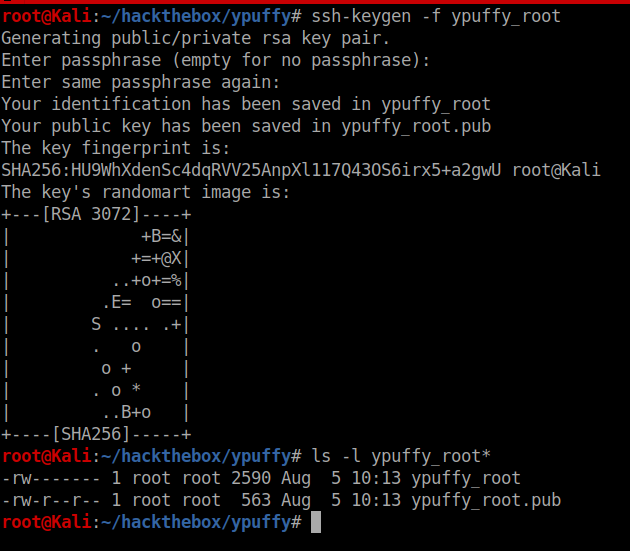 root@Kali:~/hackthebox/ypuffy# ssh-keygen -f ypuffy_root
Generating public/private rsa key pair.
Enter passphrase (empty for no passphrase):
Enter same passphrase again:
Your identification has been saved in ypuffy_root
Your public key has been saved in ypuffy_root.pub
The key fingerprint is:
SHA256:HU9WhXdenSc4dqRVV25AnpXl117Q43OS6irx5+a2gwU root@Kali
The key's randomart image is:
+---[RSA 3072]----+
|             +B=&|
|            +=+@X|
|          ..+o+=%|
|         .E=  o==|
|        S .... .+|
|        .   o    |
|         o +     |
|        . o *    |
|         ..B+o   |
+----[SHA256]-----+
root@Kali:~/hackthebox/ypuffy# ls -l ypuffy_root*
-rw------- 1 root root 2590 Aug  5 10:13 ypuffy_root
-rw-r--r-- 1 root root  563 Aug  5 10:13 ypuffy_root.pub
root@Kali:~/hackthebox/ypuffy#